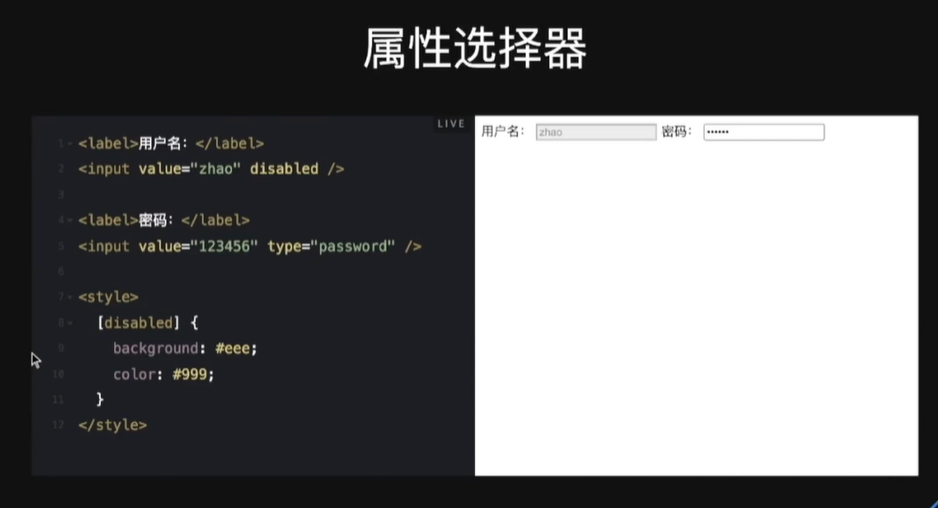 属性选择器
LIVE
1 <label>用户名：</label>
2 <input value="zhao" disabled />
3
4 <label>密码：</label>
5 <input value="123456" type="password" />
6
7 <style>
8 [disabled] {
9 background: #eee;
10 color: #999;
11 }
12 </style>
用户名： zhao 密码： ••••••